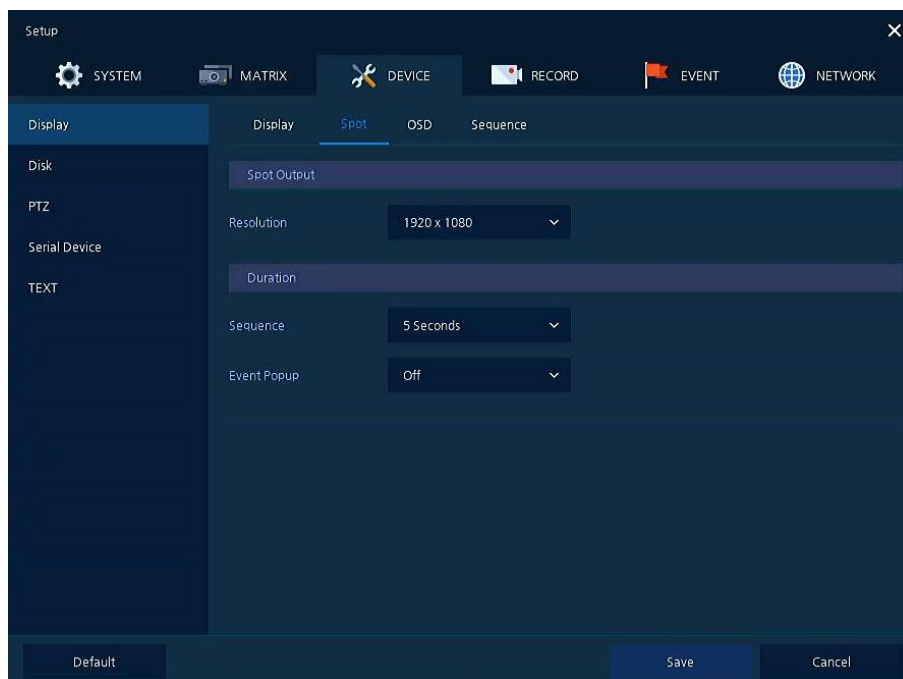 Setup
SYSTEM MATRIX DEVICE RECORD EVENT NETWORK
Display
Disk
PTZ
Serial Device
TEXT
Display Spot OSD Sequence
Spot Output
Resolution 1920 x 1080
Duration
Sequence 5 Seconds
Event Popup Off
Default Save Cancel